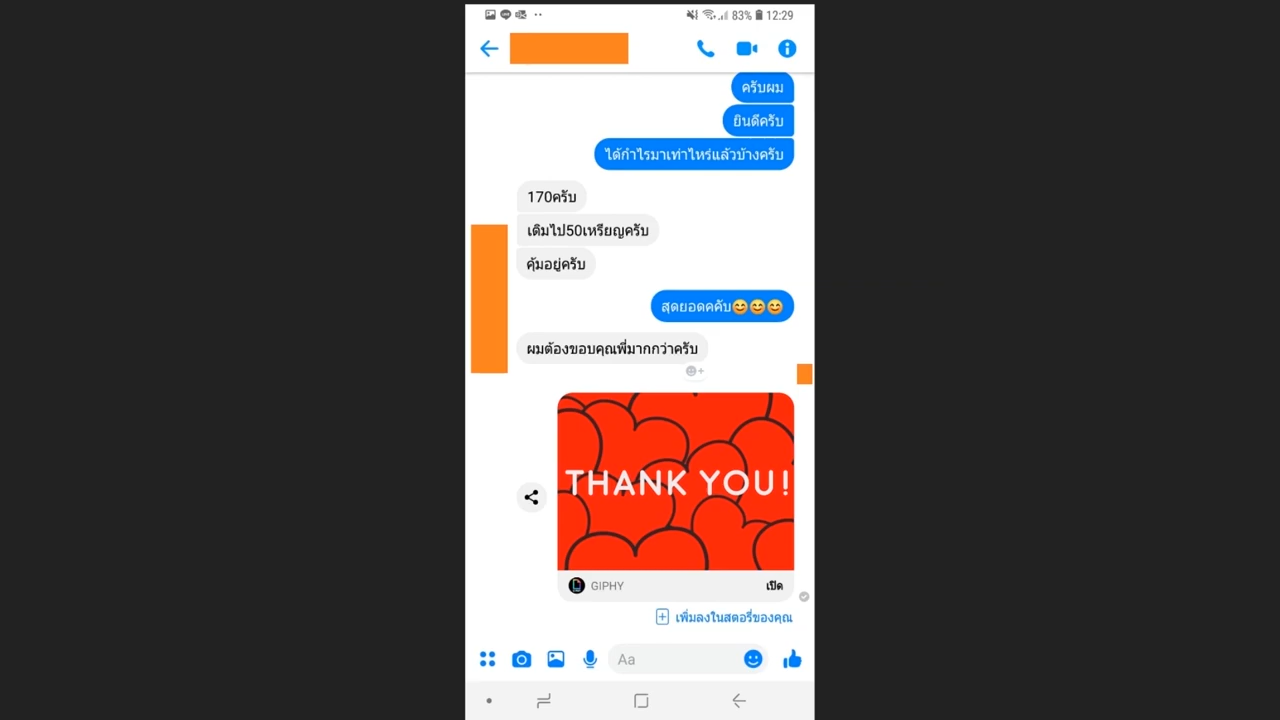 83% 12:29
ครับผม
ยินดีครับ
ได้กำไรมาเท่าไหร่แล้วบ้างครับ
170ครับ
เติมไป50เหรียญครับ
คุ้มอยู่ครับ
สุดยอดคคับ😊😊😊
ผมต้องขอบคุณพี่มากกว่าครับ
THANK YOU!
GIPHY เปิด
เพิ่มลงในสตอรี่ของคุณ
Aa